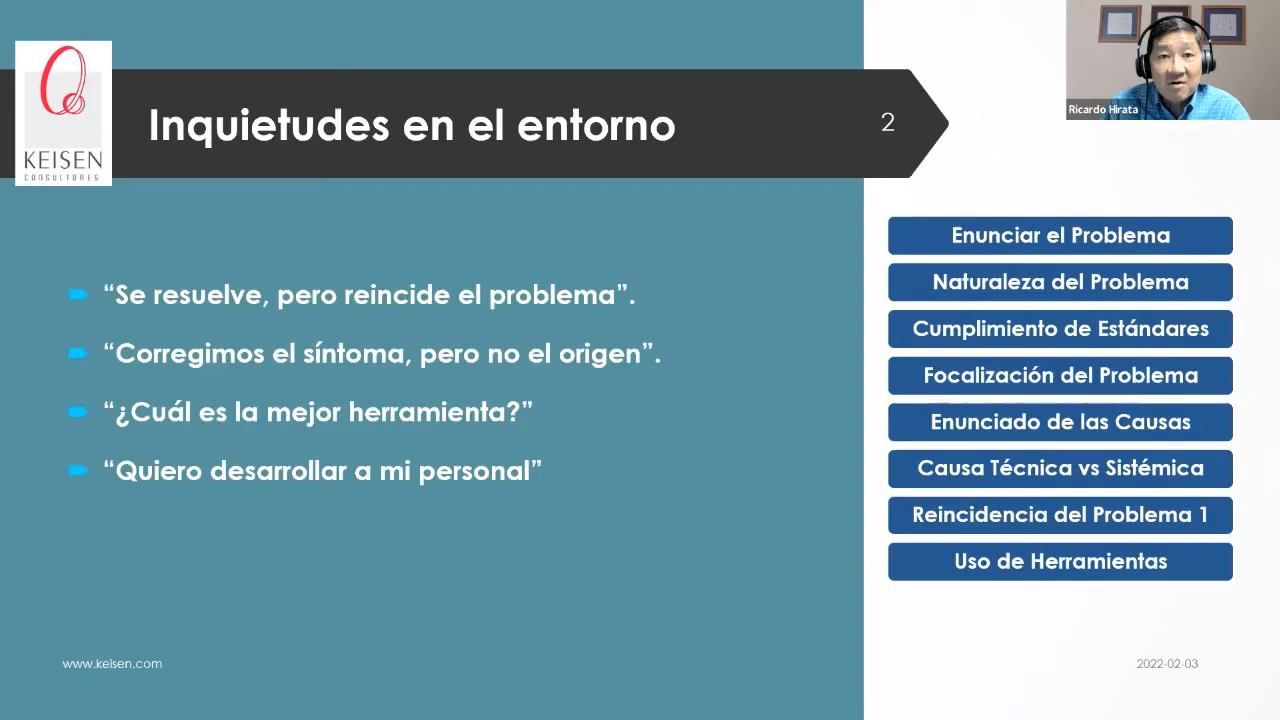 KEISEN
CONSULTORES
Inquietudes en el entorno
2
Ricardo Hirata
“Se resuelve, pero reincide el problema”.
“Corregimos el síntoma, pero no el origen”.
“¿Cuál es la mejor herramienta?”
“Quiero desarrollar a mi personal”
Enunciar el Problema
Naturaleza del Problema
Cumplimiento de Estándares
Focalización del Problema
Enunciado de las Causas
Causa Técnica vs Sistémica
Reincidencia del Problema 1
Uso de Herramientas
www.keisen.com
2022-02-03